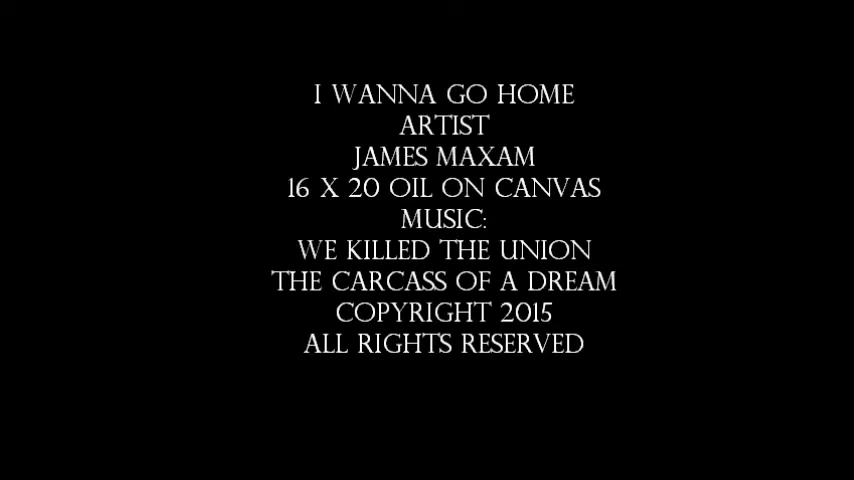 I WANNA GO HOME
ARTIST
JAMES MAXAM
16 X 20 OIL ON CANVAS
MUSIC:
WE KILLED THE UNION
THE CARCASS OF A DREAM
COPYRIGHT 2015
ALL RIGHTS RESERVED